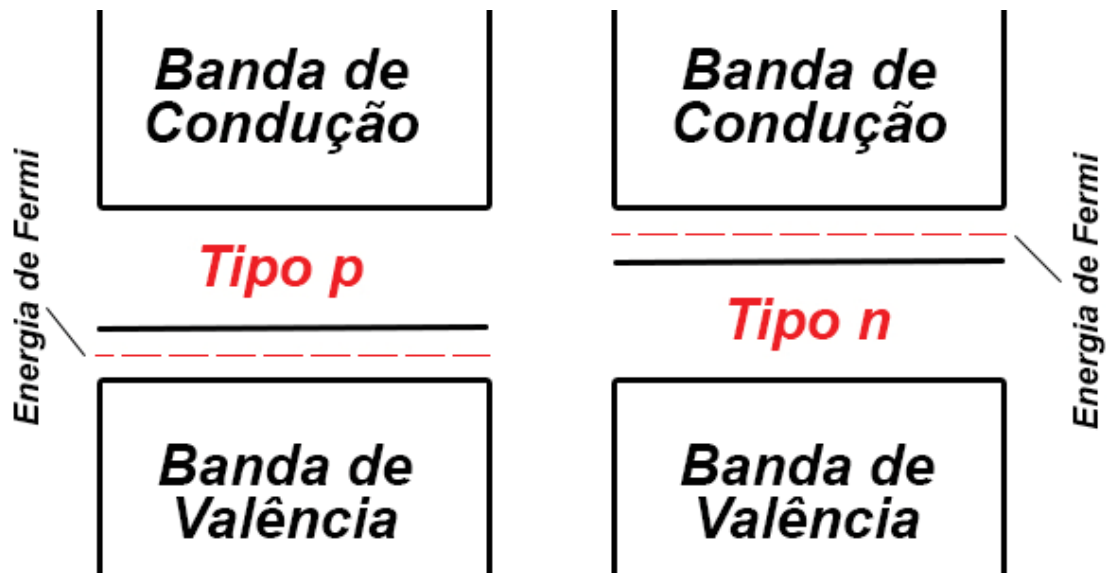 Banda de
Condução
Energia de Fermi
Tipo p
Banda de
Valência
Banda de
Condução
Energia de Fermi
Tipo n
Banda de
Valência